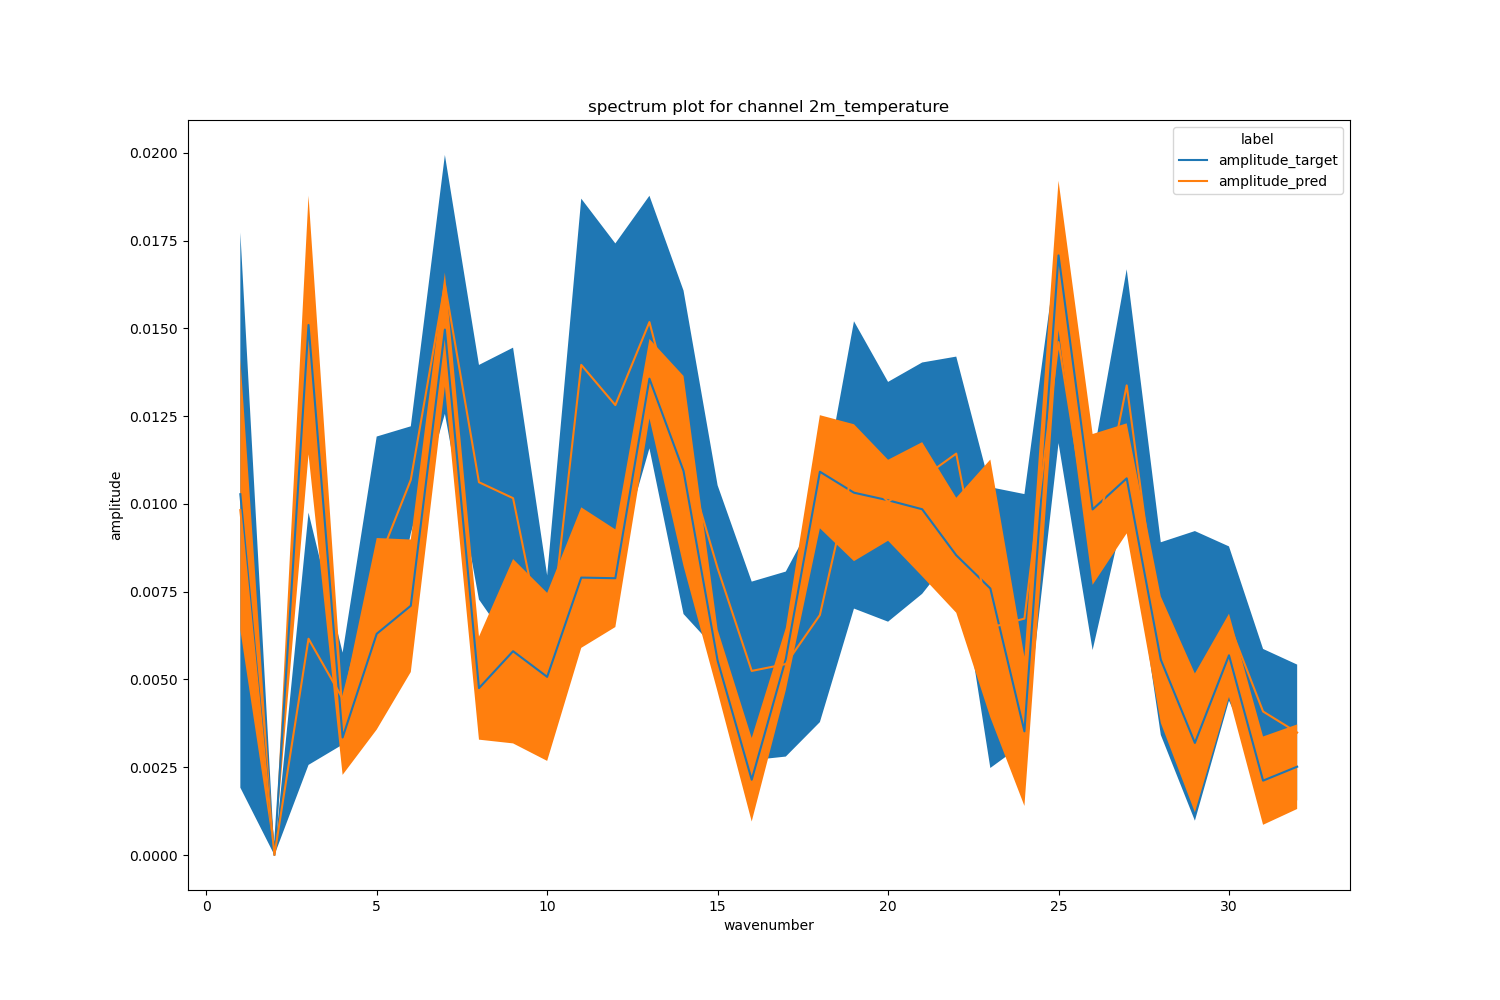 spectrum plot for channel 2m_temperature
label
amplitude_target
amplitude_pred
0.0200
0.0175
0.0150
0.0125
0.0100
0.0075
0.0050
0.0025
0.0000
amplitude
0 5 10 15 20 25 30
wavenumber